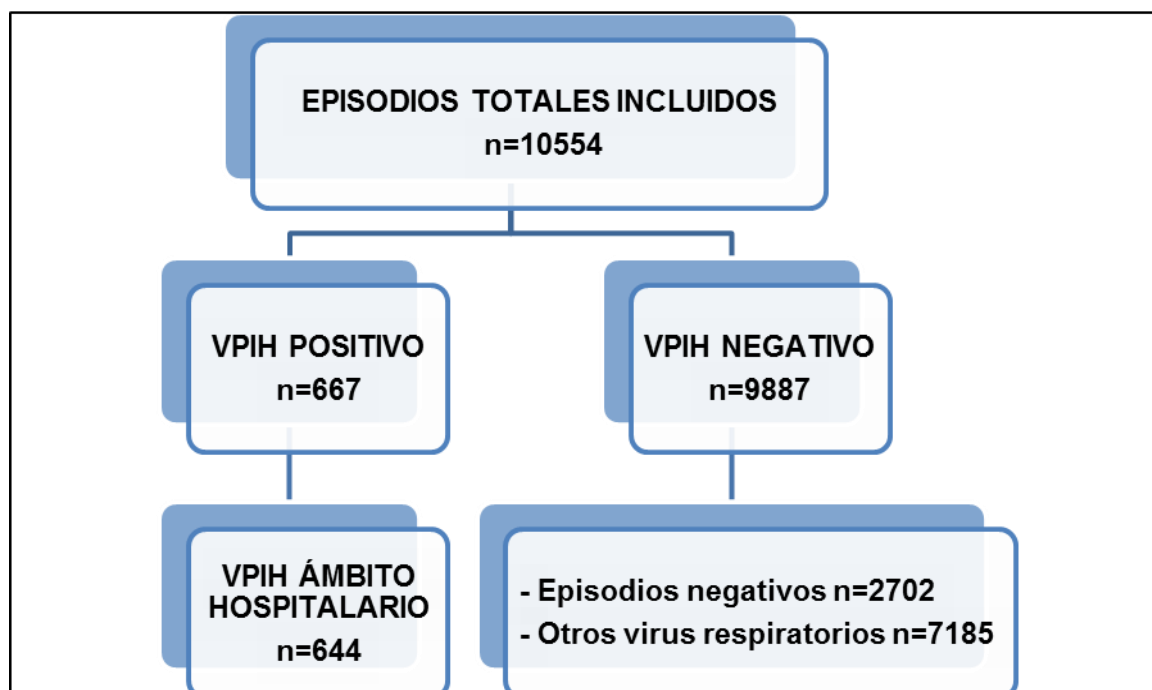 EPISODIOS TOTALES INCLUIDOS
n=10554
VPIH POSITIVO
n=667
VPIH NEGATIVO
n=9887
VPIH ÁMBITO
HOSPITALARIO
n=644
- Episodios negativos n=2702
- Otros virus respiratorios n=7185